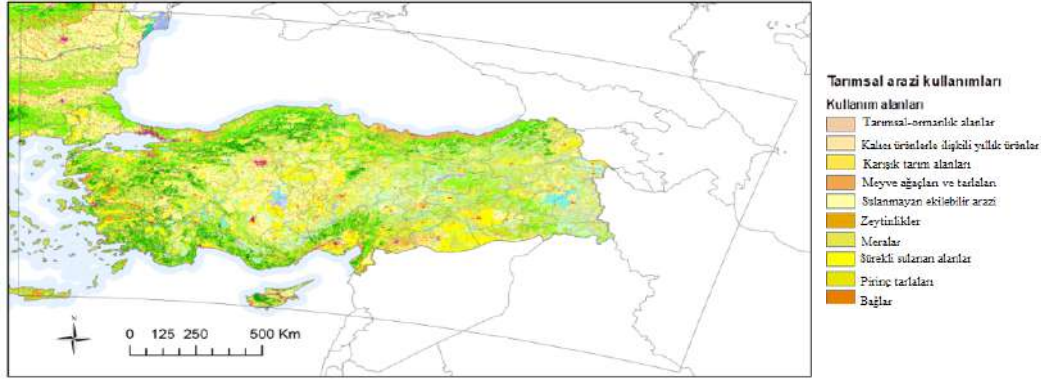 Tarımsal arazi kullanımları
Kullanım alanları
Tarımsal-ormanlık alanlar
Kalıcı ürünlerle ilişkili yıllık ürünler
Karışık tarım alanları
Meyve ağaçları ve tarlaları
Sulanmayan ekilebilir arazi
Zeytinlikler
Meralar
Sürekli sulanan alanlar
Pirinç tarlaları
Bağlar
N
0 125 250 500 Km